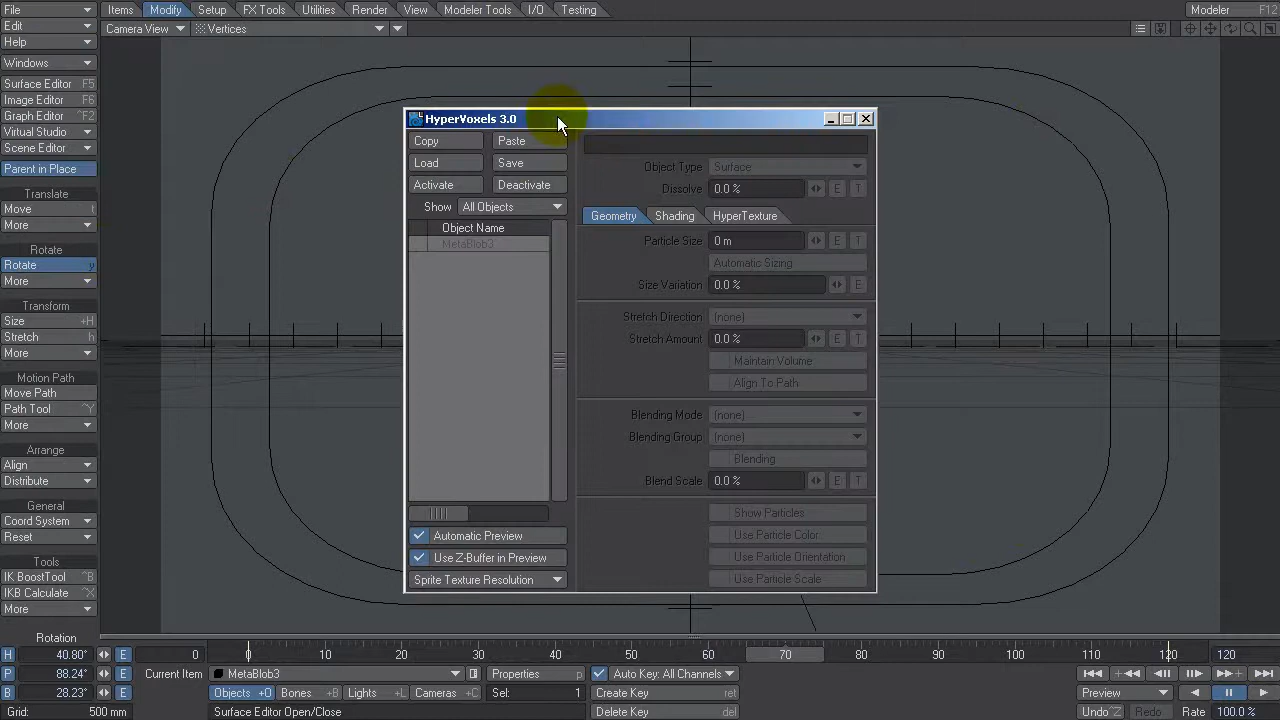 File
Items
Modify
Setup
FX Tools
Utilities
Render
View
Modeler Tools
I/O
Testing
Modeler F12
Edit
Camera View
Vertices
Help
Windows
Surface Editor F5
Image Editor F6
Graph Editor F2
Virtual Studio
Scene Editor
Parent in Place
Translate
Move t
More
Rotate
Rotate y
More
Transform
Size +H
Stretch h
More
Motion Path
Move Path
Path Tool ^Y
More
Arrange
Align
Distribute
General
Coord System
Reset
Tools
IK BoostTool ^B
IKB Calculate ^X
More
HyperVoxels 3.0
Copy
Paste
Load
Save
Activate
Deactivate
Show All Objects
Object Name
MetaBlob3
Automatic Preview
Use Z-Buffer in Preview
Sprite Texture Resolution
Object Type Surface
Dissolve 0.0 % E T
Geometry
Shading
HyperTexture
Particle Size 0 m E T
Automatic Sizing
Size Variation 0.0 % E
Stretch Direction (none)
Stretch Amount 0.0 % E T
Maintain Volume
Align To Path
Blending Mode (none)
Blending Group (none)
Blending
Blend Scale 0.0 % E T
Show Particles
Use Particle Color
Use Particle Orientation
Use Particle Scale
Rotation
H 40.80° E
P 88.24° E
B 28.23° E
Grid: 500 mm
0
0 10 20 30 40 50 60 70 80 90 100 110 120
120
Current Item MetaBlob3
Properties p
Auto Key: All Channels
Objects +O
Bones +B
Lights +L
Cameras +C
Sel: 1
Create Key ret
Surface Editor Open/Close
Delete Key del
Preview
Undo ^Z
Redo Z
Rate 100.0 %